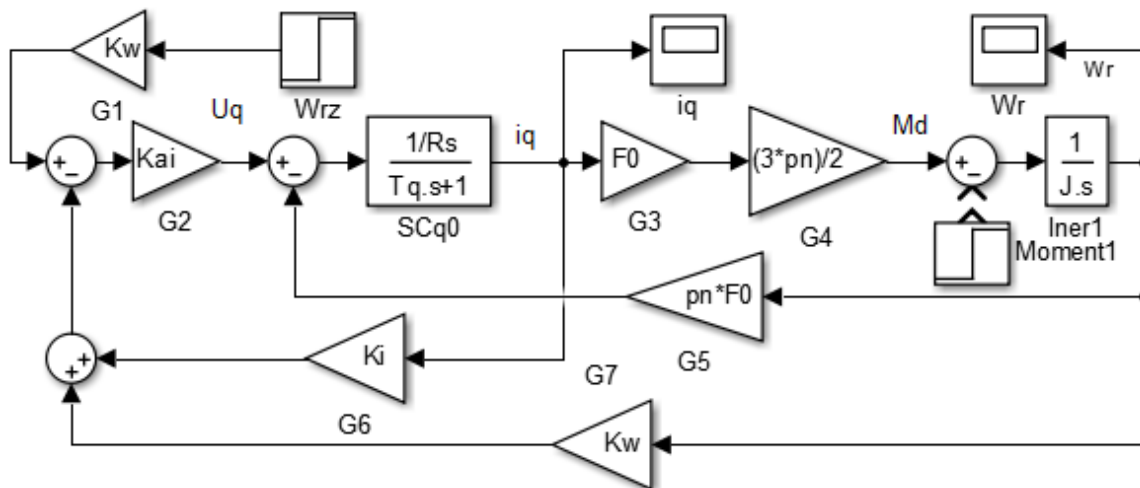 Kw
G1
Wrz
iq
Wr
Wr
Uq
+
-
Kai
G2
+
-
1/Rs
Tq.s+1
SCq0
iq
F0
G3
(3*pn)/2
G4
Md
+
-
1
J.s
Iner1
Moment1
pn*F0
G5
+
+
Ki
G6
G7
Kw